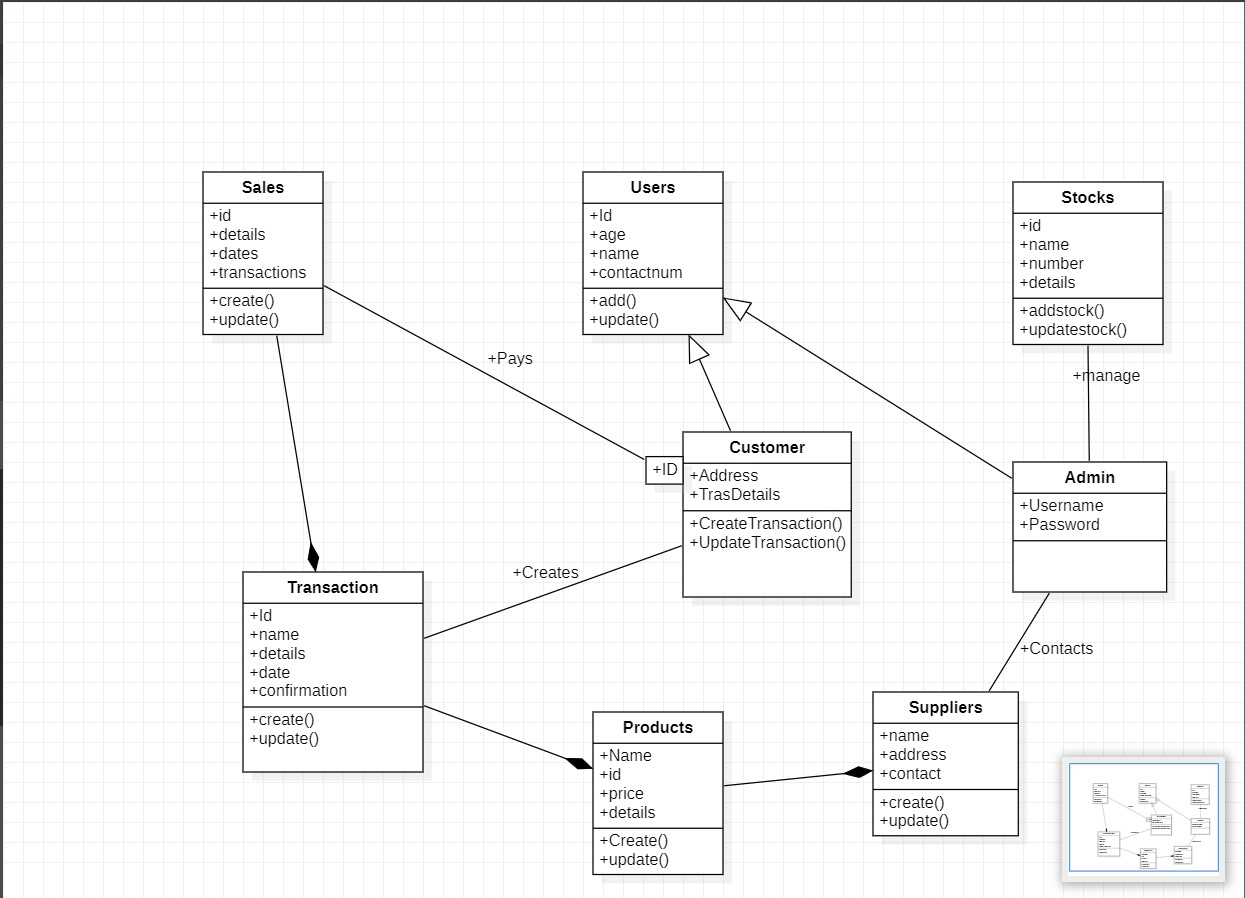 Sales
+id
+details
+dates
+transactions
+create()
+update()
Users
+Id
+age
+name
+contactnum
+add()
+update()
Stocks
+id
+name
+number
+details
+addstock()
+updatestock()
+Pays
+manage
+ID
Customer
+Address
+TrasDetails
+CreateTransaction()
+UpdateTransaction()
Admin
+Username
+Password
+Creates
Transaction
+Id
+name
+details
+date
+confirmation
+create()
+update()
+Contacts
Products
+Name
+id
+price
+details
+Create()
+update()
Suppliers
+name
+address
+contact
+create()
+update()